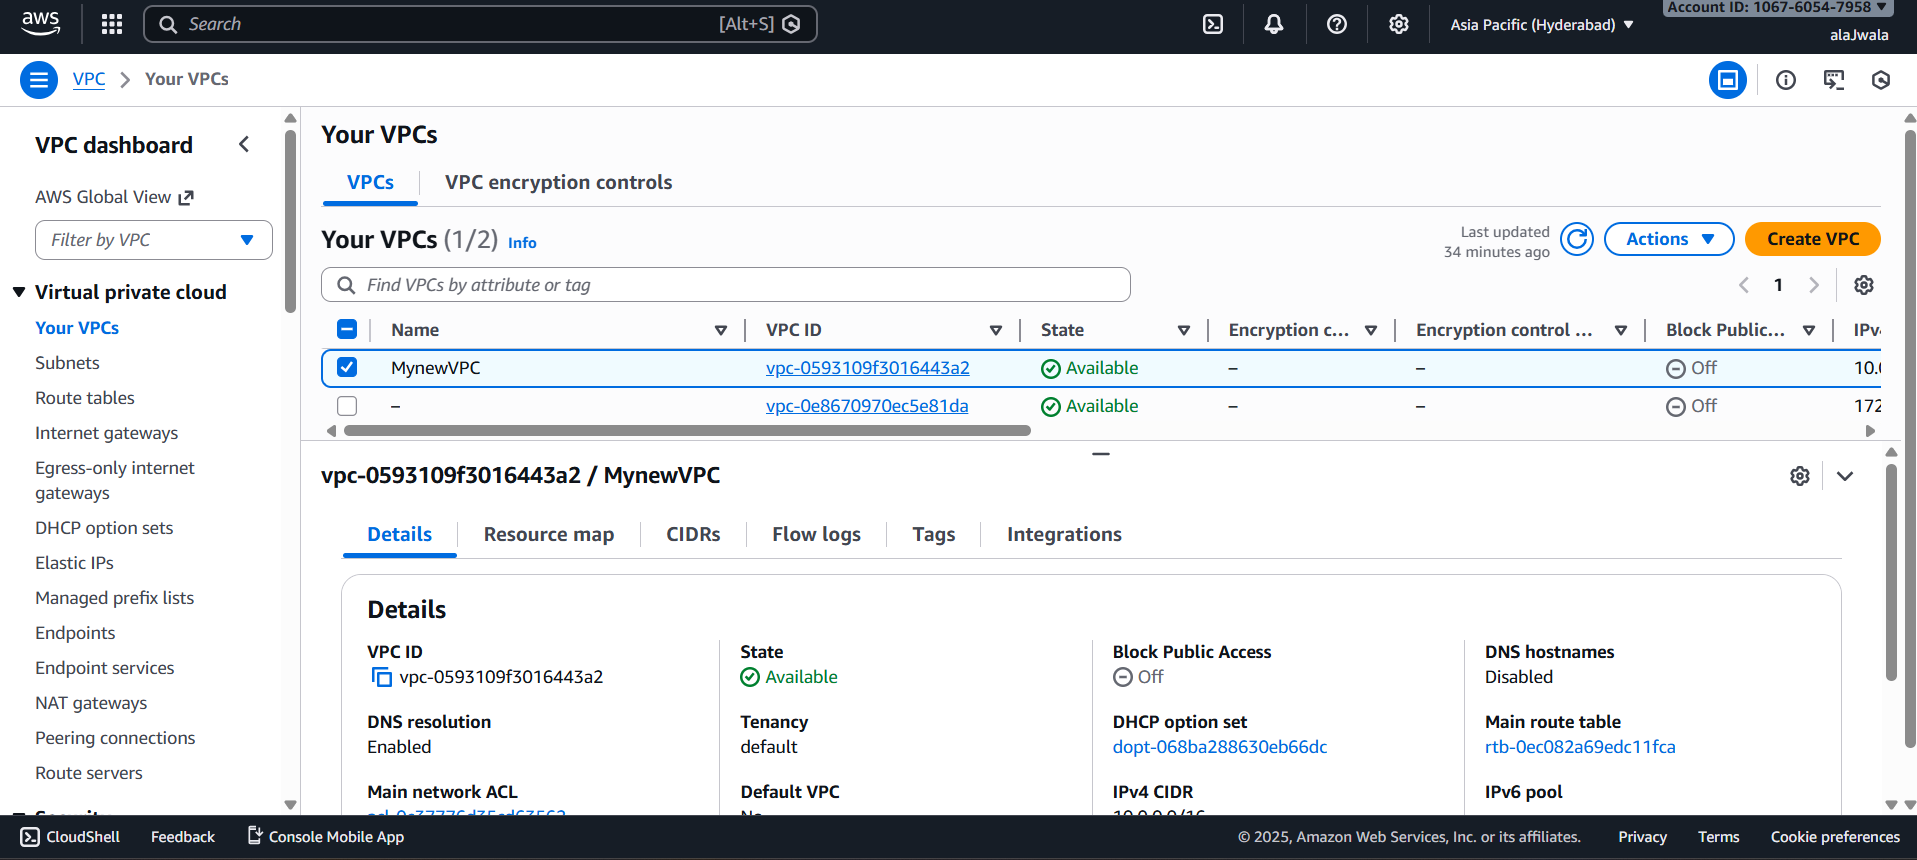 aws
Search
[Alt+S]
Asia Pacific (Hyderabad)
Account ID: 1067-6054-7958
alaJwala
VPC
Your VPCs
VPC dashboard
AWS Global View
Filter by VPC
Virtual private cloud
Your VPCs
Subnets
Route tables
Internet gateways
Egress-only internet
gateways
DHCP option sets
Elastic IPs
Managed prefix lists
Endpoints
Endpoint services
NAT gateways
Peering connections
Route servers
Security
Your VPCs
VPCs
VPC encryption controls
Your VPCs (1/2) Info
Last updated
34 minutes ago
Actions
Create VPC
Find VPCs by attribute or tag
1
Name VPC ID State Encryption c... Encryption control ... Block Public...
MynewVPC vpc-0593109f3016443a2 Available – – Off 10.
– vpc-0e8670970ec5e81da Available – – Off 172
vpc-0593109f3016443a2 / MynewVPC
Details Resource map CIDRs Flow logs Tags Integrations
Details
VPC ID
vpc-0593109f3016443a2
State
Available
Block Public Access
Off
DNS hostnames
Disabled
DNS resolution
Enabled
Tenancy
default
DHCP option set
dopt-068ba288630eb66dc
Main route table
rtb-0ec082a69edc11fca
Main network ACL
Default VPC
No
IPv4 CIDR
10.0.0.0/16
IPv6 pool
CloudShell Feedback Console Mobile App
© 2025, Amazon Web Services, Inc. or its affiliates. Privacy Terms Cookie preferences